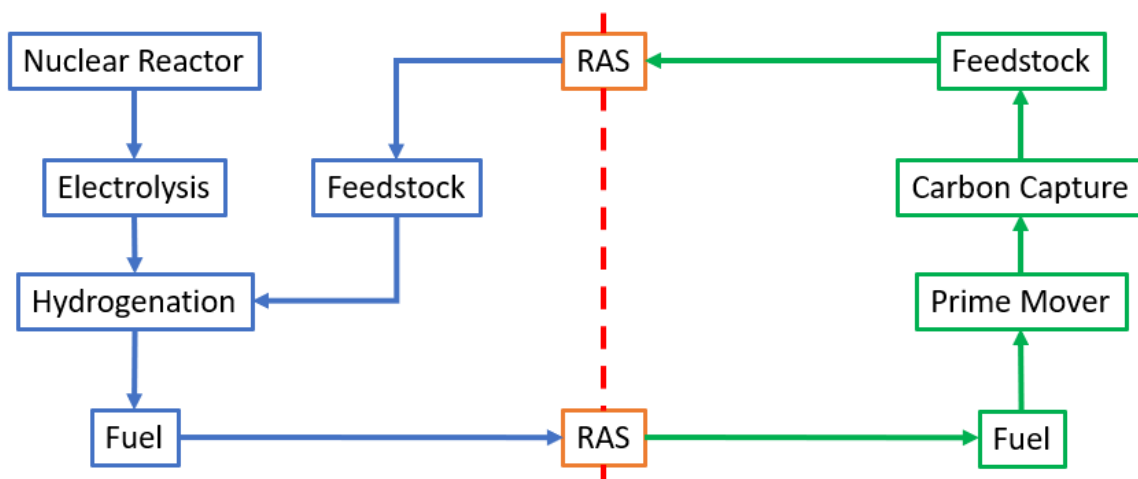 Nuclear Reactor
RAS
Feedstock
Electrolysis
Feedstock
Carbon Capture
Hydrogenation
Prime Mover
Fuel
RAS
Fuel